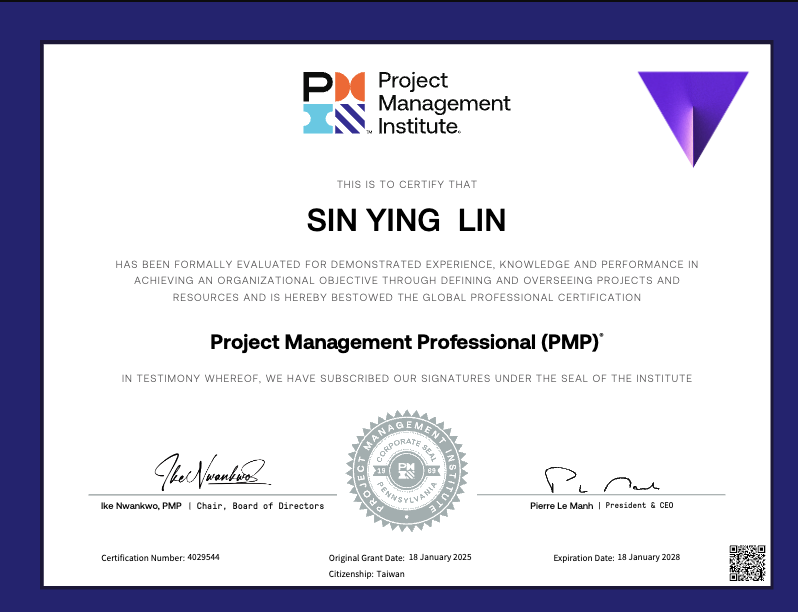 PM
Project
Management
Institute.
THIS IS TO CERTIFY THAT
SIN YING LIN
HAS BEEN FORMALLY EVALUATED FOR DEMONSTRATED EXPERIENCE, KNOWLEDGE AND PERFORMANCE IN
ACHIEVING AN ORGANIZATIONAL OBJECTIVE THROUGH DEFINING AND OVERSEEING PROJECTS AND
RESOURCES AND IS HEREBY BESTOWED THE GLOBAL PROFESSIONAL CERTIFICATION
Project Management Professional (PMP)®
IN TESTIMONY WHEREOF, WE HAVE SUBSCRIBED OUR SIGNATURES UNDER THE SEAL OF THE INSTITUTE
PROJECT MANAGEMENT INSTITUTE
CORPORATE SEAL
19 69
PENNSYLVANIA
Ike Nwankwo
Ike Nwankwo, PMP | Chair, Board of Directors
Pierre Le Manh | President & CEO
Certification Number: 4029544
Original Grant Date: 18 January 2025
Expiration Date: 18 January 2028
Citizenship: Taiwan